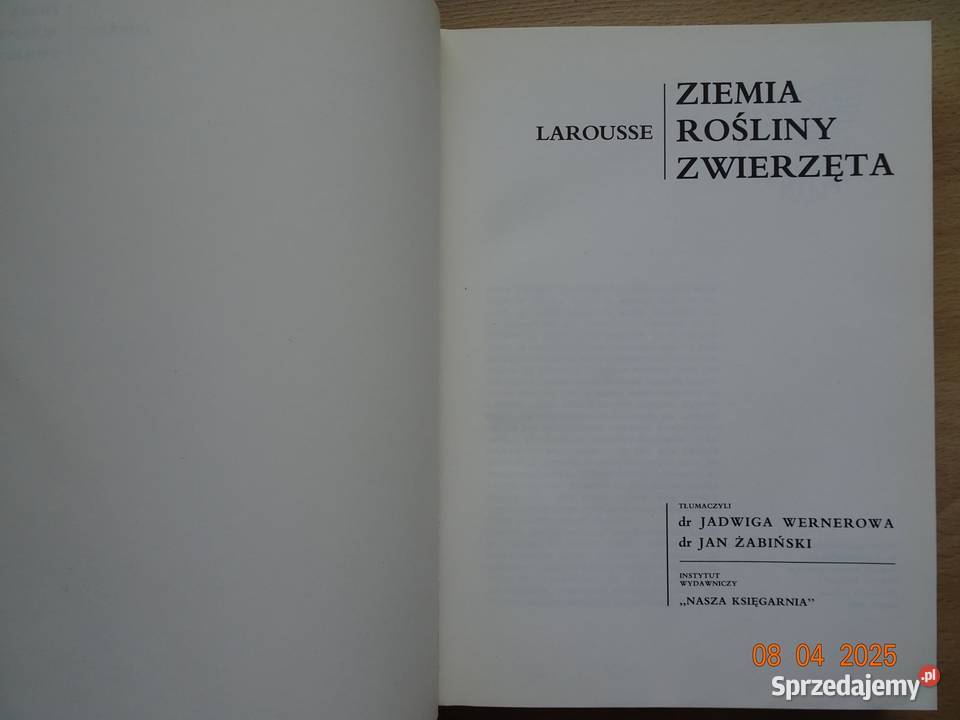 LAROUSSE
ZIEMIA
ROŚLINY
ZWIERZĘTA
TŁUMACZYLI
dr JADWIGA WERNEROWA
dr JAN ŻABIŃSKI
INSTYTUT
WYDAWNICZY
„NASZA KSIĘGARNIA”
08 04 2025
Sprzedajemy.pl